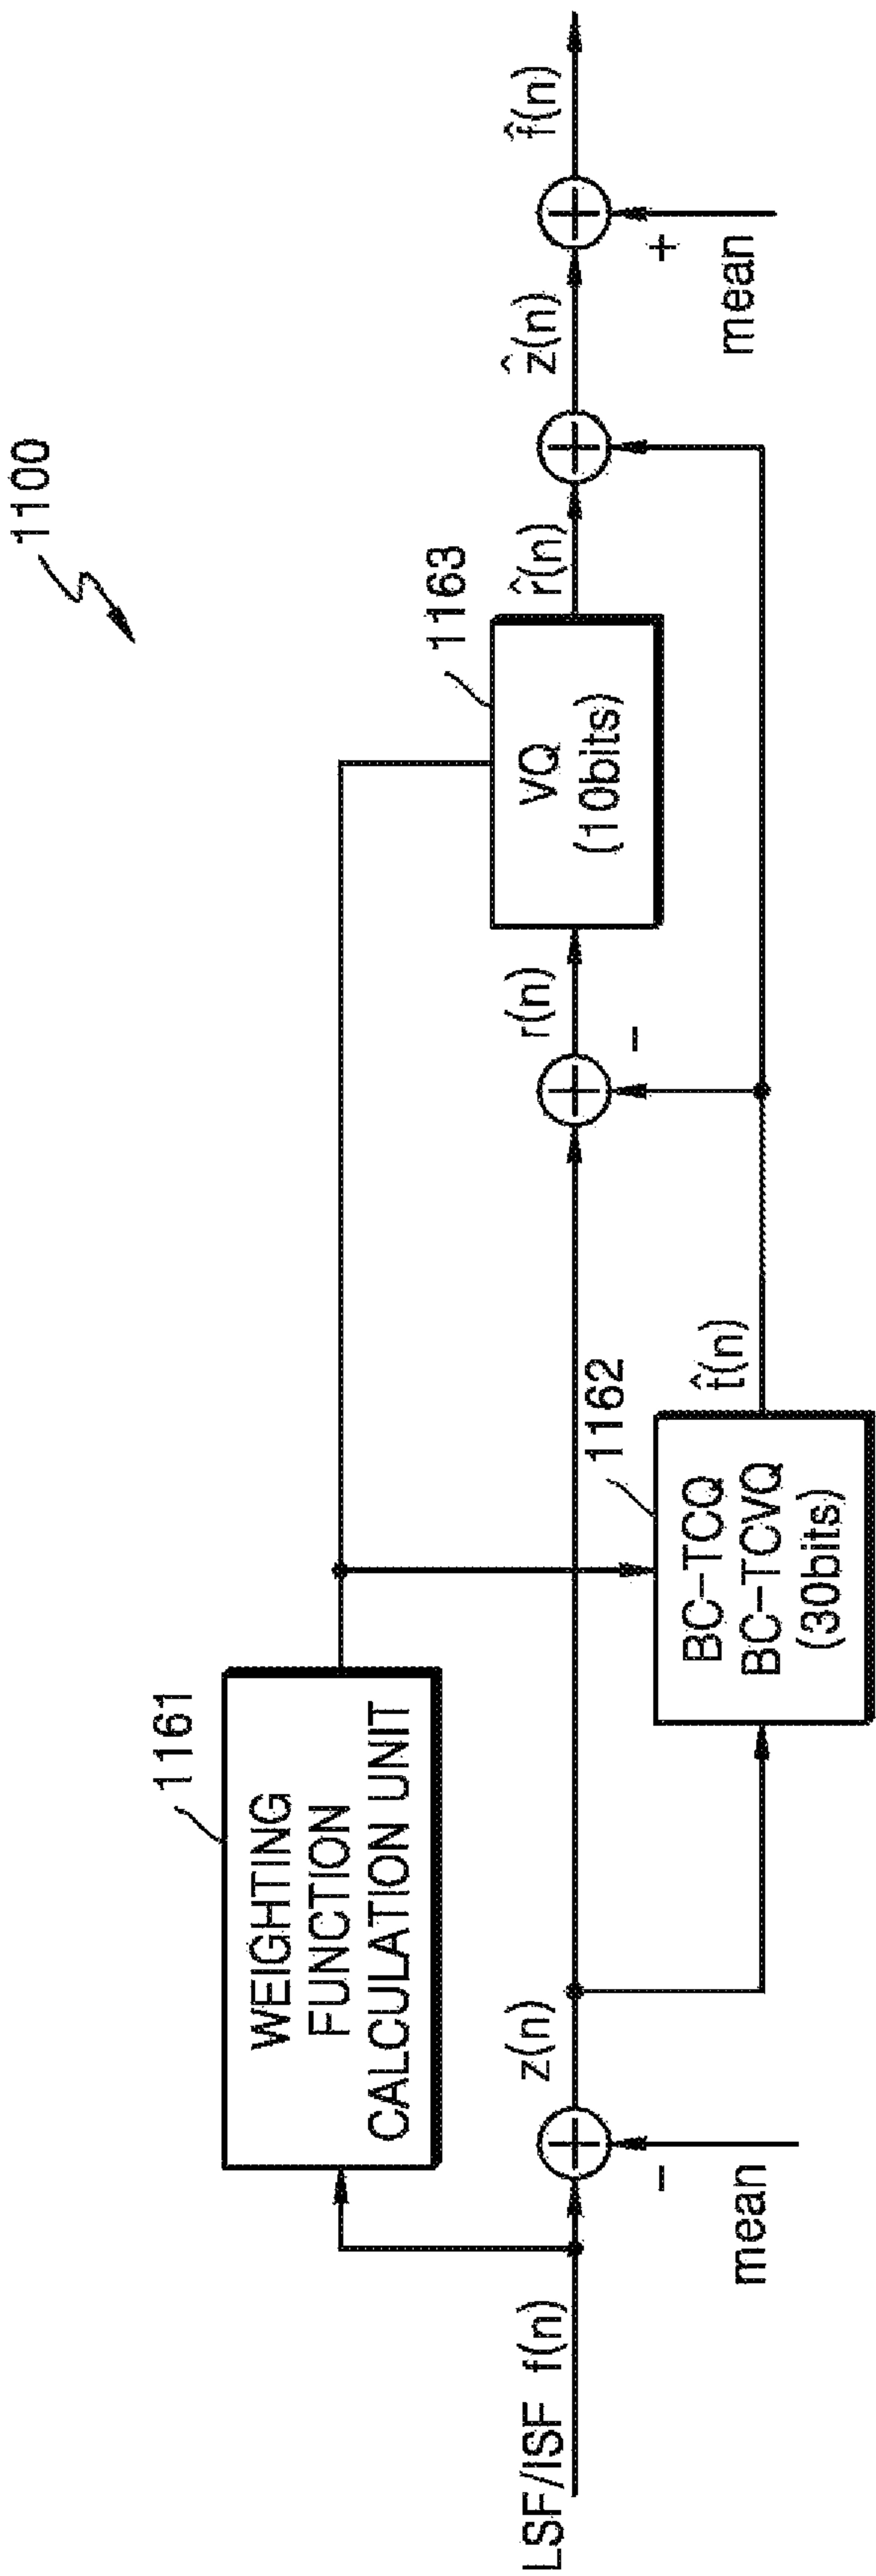 1100
1161
WEIGHTING
FUNCTION
CALCULATION UNIT
1163
VQ
(10bits)
LSF/ISF f(n)
z(n)
r(n)
r̂(n)
ẑ(n)
f̂(n)
-
mean
1162
BC-TCQ
BC-TCVQ
(30bits)
t̂(n)
-
+
mean